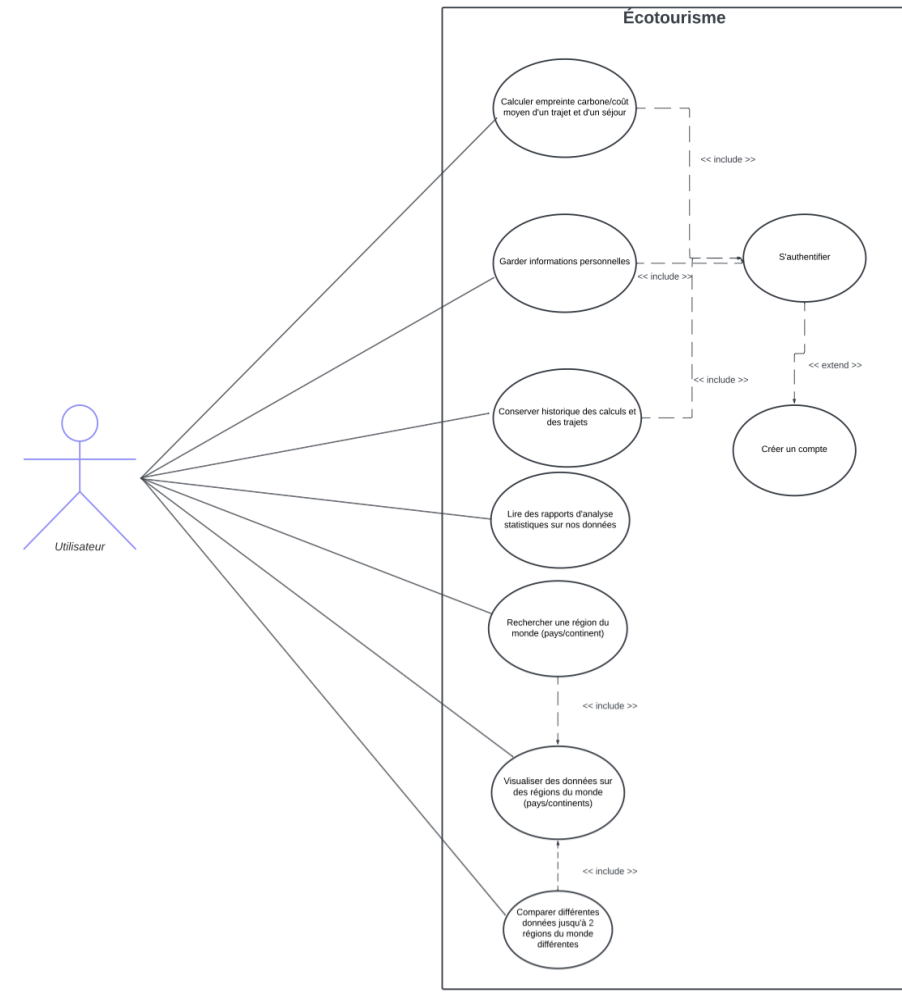 Écotourisme
Calculer empreinte carbone/coût
moyen d'un trajet et d'un séjour
<< include >>
Garder informations personnelles
<< include >>
S'authentifier
<< extend >>
<< include >>
Conserver historique des calculs et
des trajets
Créer un compte
Lire des rapports d'analyse
statistiques sur nos données
Utilisateur
Rechercher une région du
monde (pays/continent)
<< include >>
Visualiser des données sur
des régions du monde
(pays/continents)
<< include >>
Comparer différentes
données jusqu'à 2
régions du monde
différentes